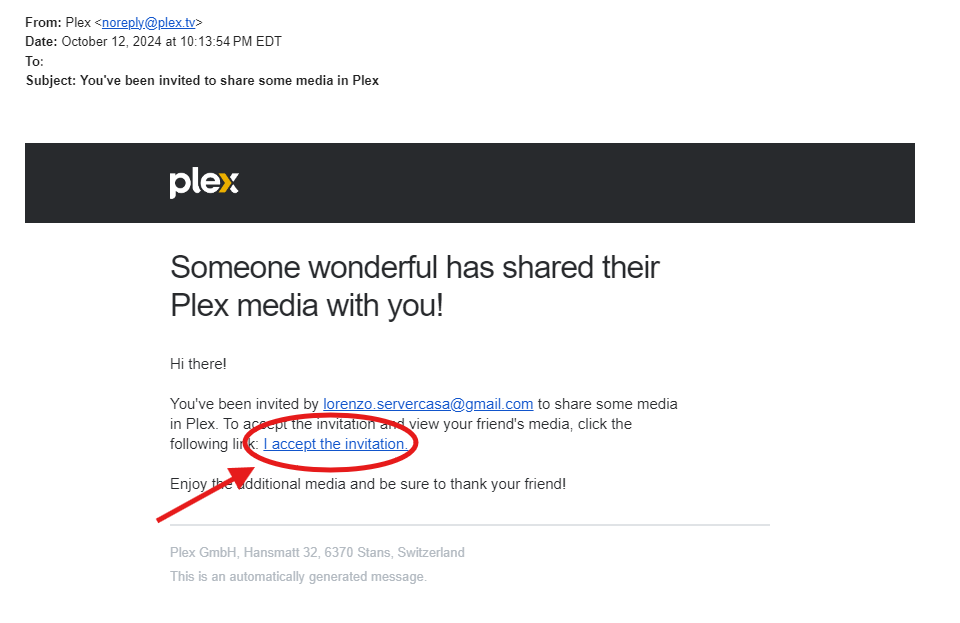 From: Plex <noreply@plex.tv>
Date: October 12, 2024 at 10:13:54 PM EDT
To:
Subject: You've been invited to share some media in Plex
plex
Someone wonderful has shared their
Plex media with you!
Hi there!
You've been invited by lorenzo.servercasa@gmail.com to share some media
in Plex. To accept the invitation and view your friend's media, click the
following link: I accept the invitation.
Enjoy the additional media and be sure to thank your friend!
Plex GmbH, Hansmatt 32, 6370 Stans, Switzerland
This is an automatically generated message.